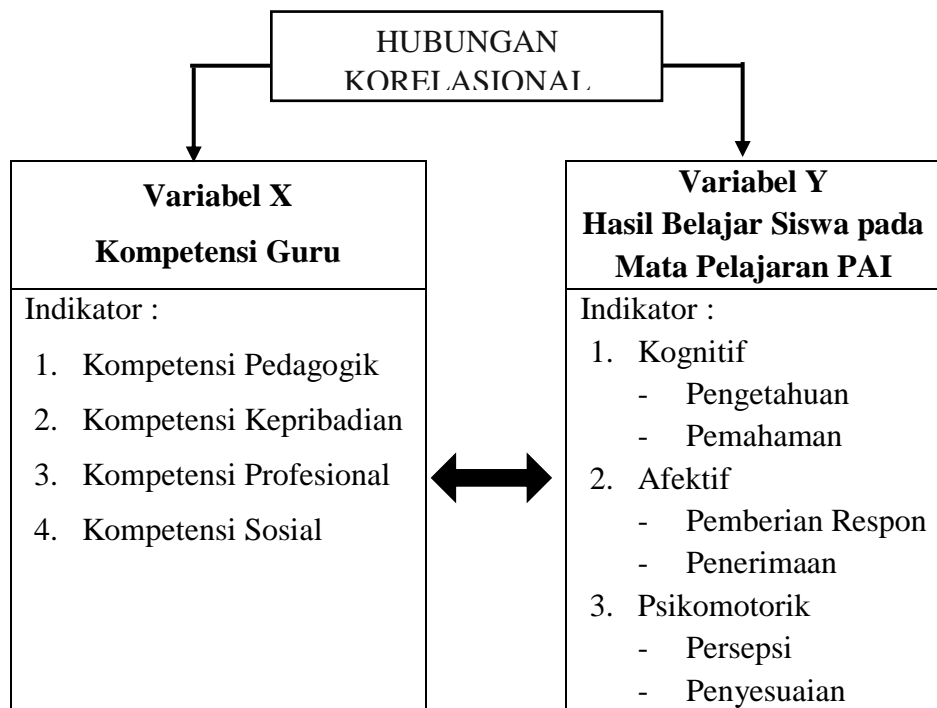 HUBUNGAN
KORELASIONAL
Variabel X
Kompetensi Guru
Indikator :
1. Kompetensi Pedagogik
2. Kompetensi Kepribadian
3. Kompetensi Profesional
4. Kompetensi Sosial
Variabel Y
Hasil Belajar Siswa pada
Mata Pelajaran PAI
Indikator :
1. Kognitif
- Pengetahuan
- Pemahaman
2. Afektif
- Pemberian Respon
- Penerimaan
3. Psikomotorik
- Persepsi
- Penyesuaian